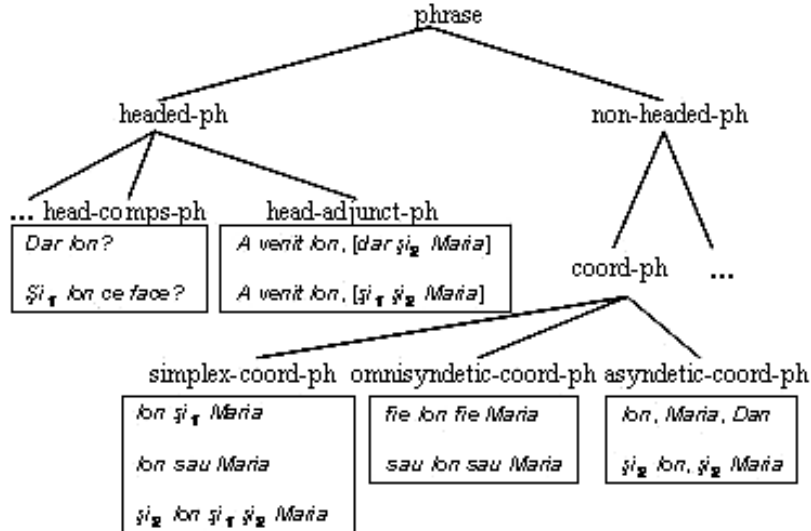 phrase
headed-ph non-headed-ph
... head-comps-ph head-adjunct-ph
Dar Ion?
Şi₁ Ion ce face?
A venit Ion, [dar şi₂ Maria]
A venit Ion, [şi₁ şi₂ Maria]
coord-ph ...
simplex-coord-ph omnisyndetic-coord-ph asyndetic-coord-ph
Ion şi₁ Maria
Ion sau Maria
şi₂ Ion şi₁ şi₂ Maria
fie Ion fie Maria
sau Ion sau Maria
Ion, Maria, Dan
şi₂ Ion, şi₂ Maria